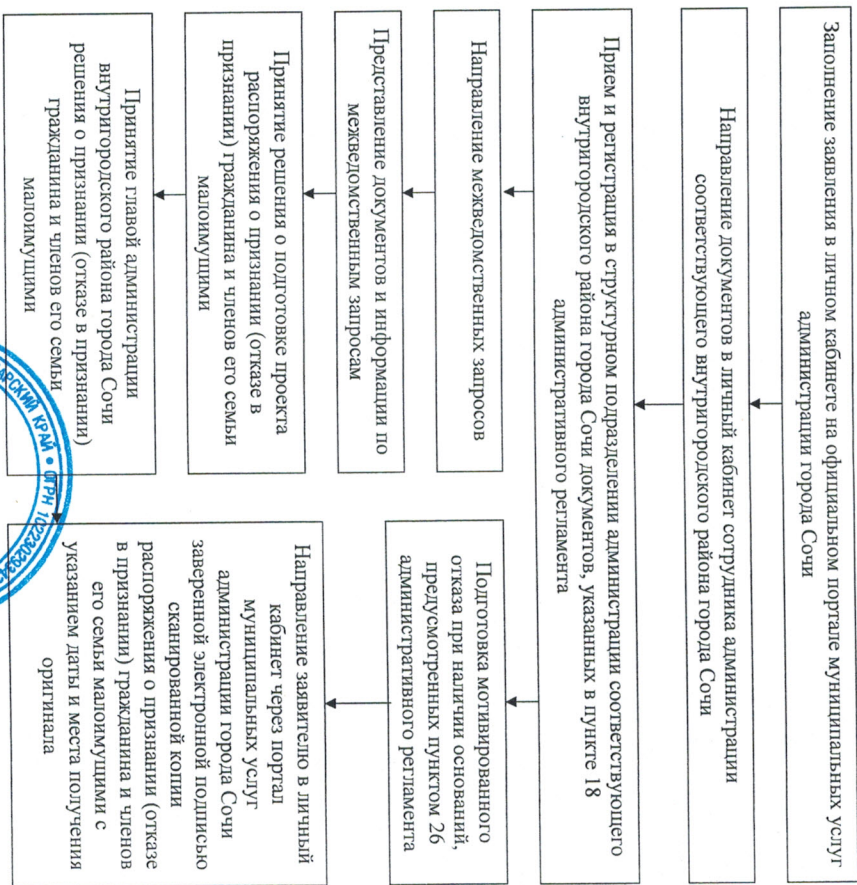 Заполнение заявления в личном кабинете на официальном портале муниципальных услуг
администрации города Сочи
Направление документов в личный кабинет сотрудника администрации
соответствующего внутригородского района города Сочи
Прием и регистрация в структурном подразделении администрации соответствующего
внутригородского района города Сочи документов, указанных в пункте 18
административного регламента
Направление межведомственных запросов
Представление документов и информации по
межведомственным запросам
Принятие решения о подготовке проекта
распоряжения о признании (отказе в
признании) гражданина и членов его семьи
малоимущими
Принятие главой администрации
внутригородского района города Сочи
решения о признании (отказе в признании)
гражданина и членов его семьи
малоимущими
Подготовка мотивированного
отказа при наличии оснований,
предусмотренных пунктом 26
административного регламента
Направление заявителю в личный
кабинет через портал
муниципальных услуг
администрации города Сочи
заверенной электронной подписью
сканированной копии
распоряжения о признании (отказе
в признании) гражданина и членов
его семьи малоимущими с
указанием даты и места получения
оригинала
АРСКИЙ КРАЙ • ОГРН